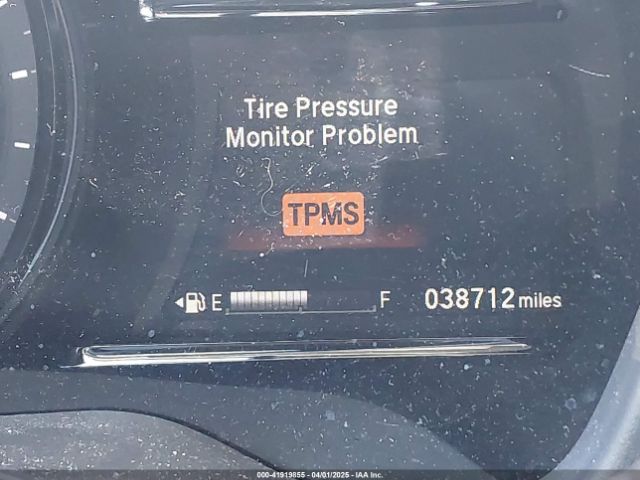 Tire Pressure
Monitor Problem
TPMS
E F 038712 miles
000-41919855 - 04/01/2025 - IAA Inc.